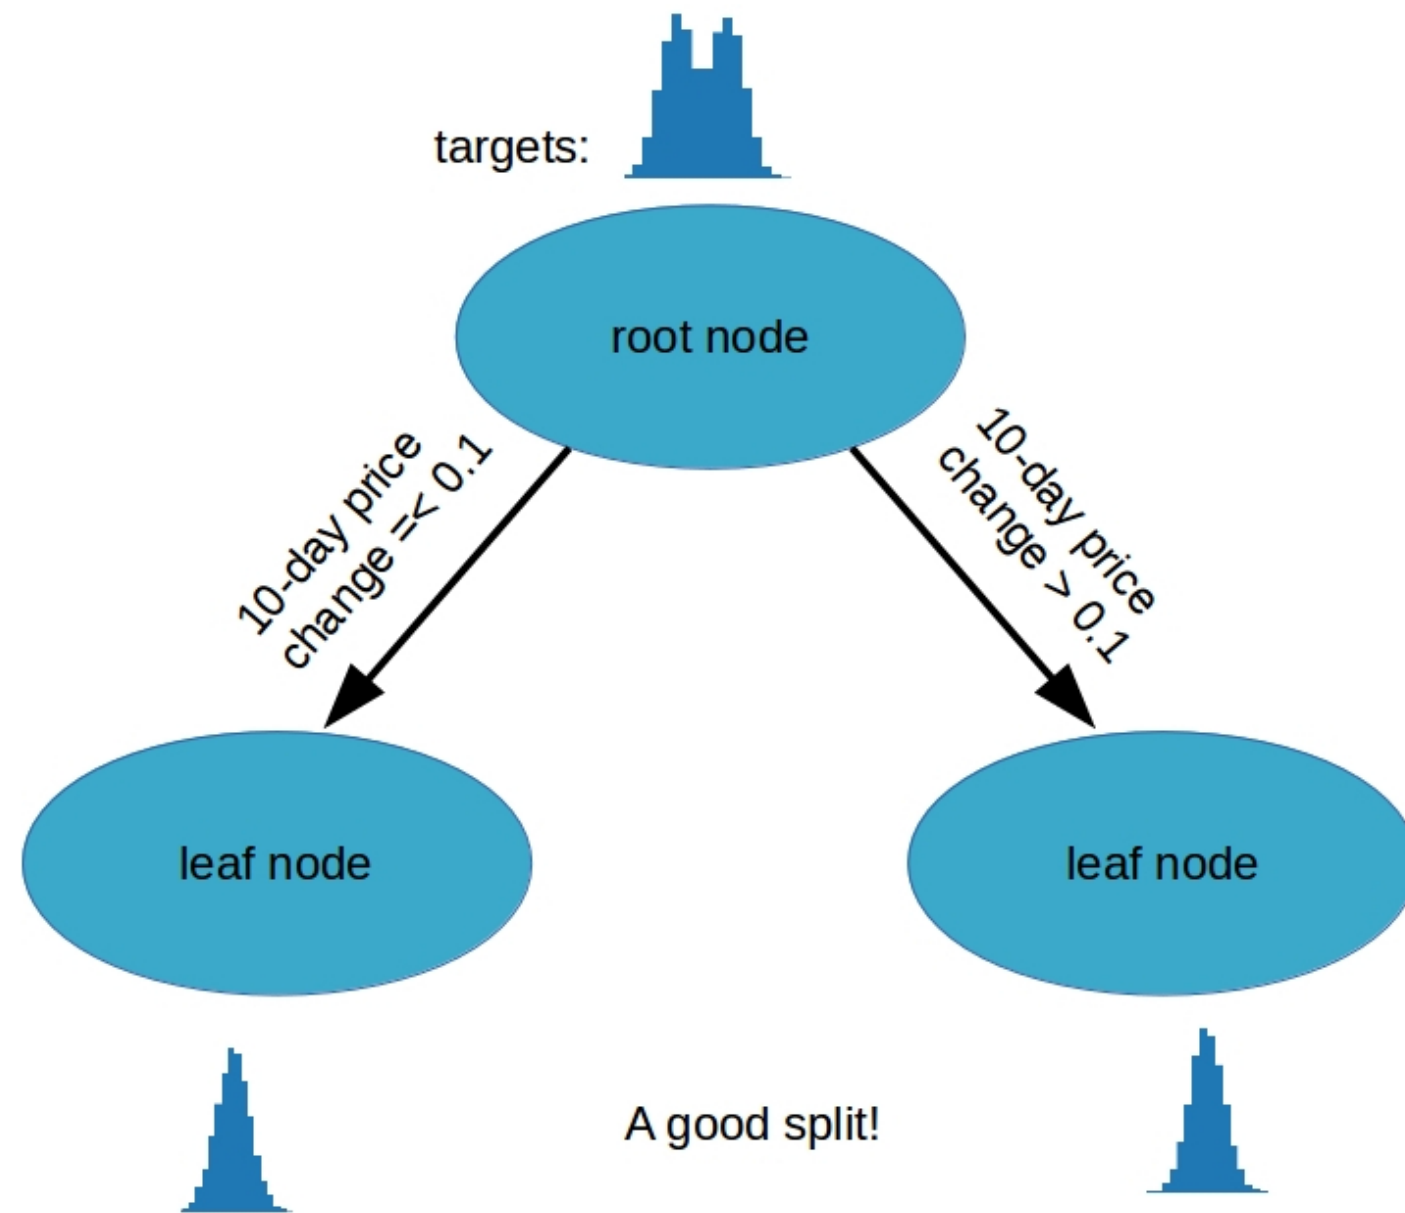 targets:
root node
10-day price
change =< 0.1
10-day price
change > 0.1
leaf node
leaf node
A good split!